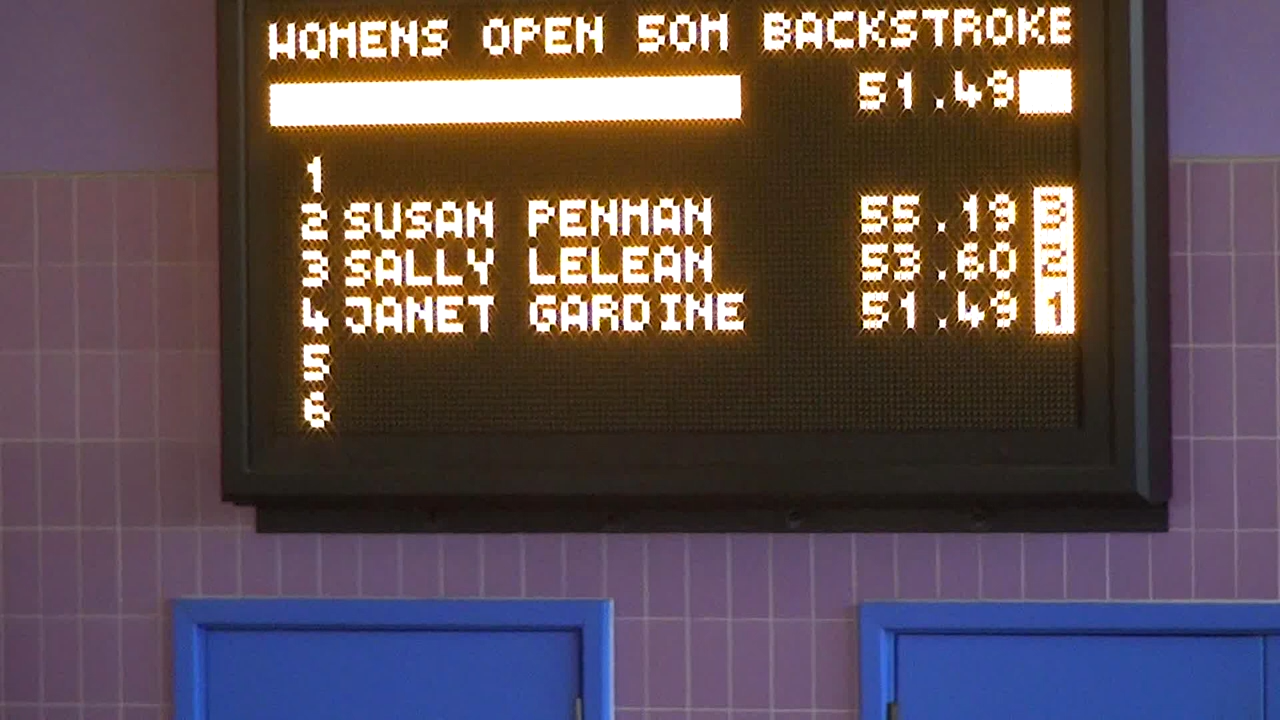 WOMENS OPEN 50M BACKSTROKE
51.49
1
2 SUSAN PENMAN 55.19 3
3 SALLY LELEAN 53.60 2
4 JANET GARDINE 51.49 1
5
6